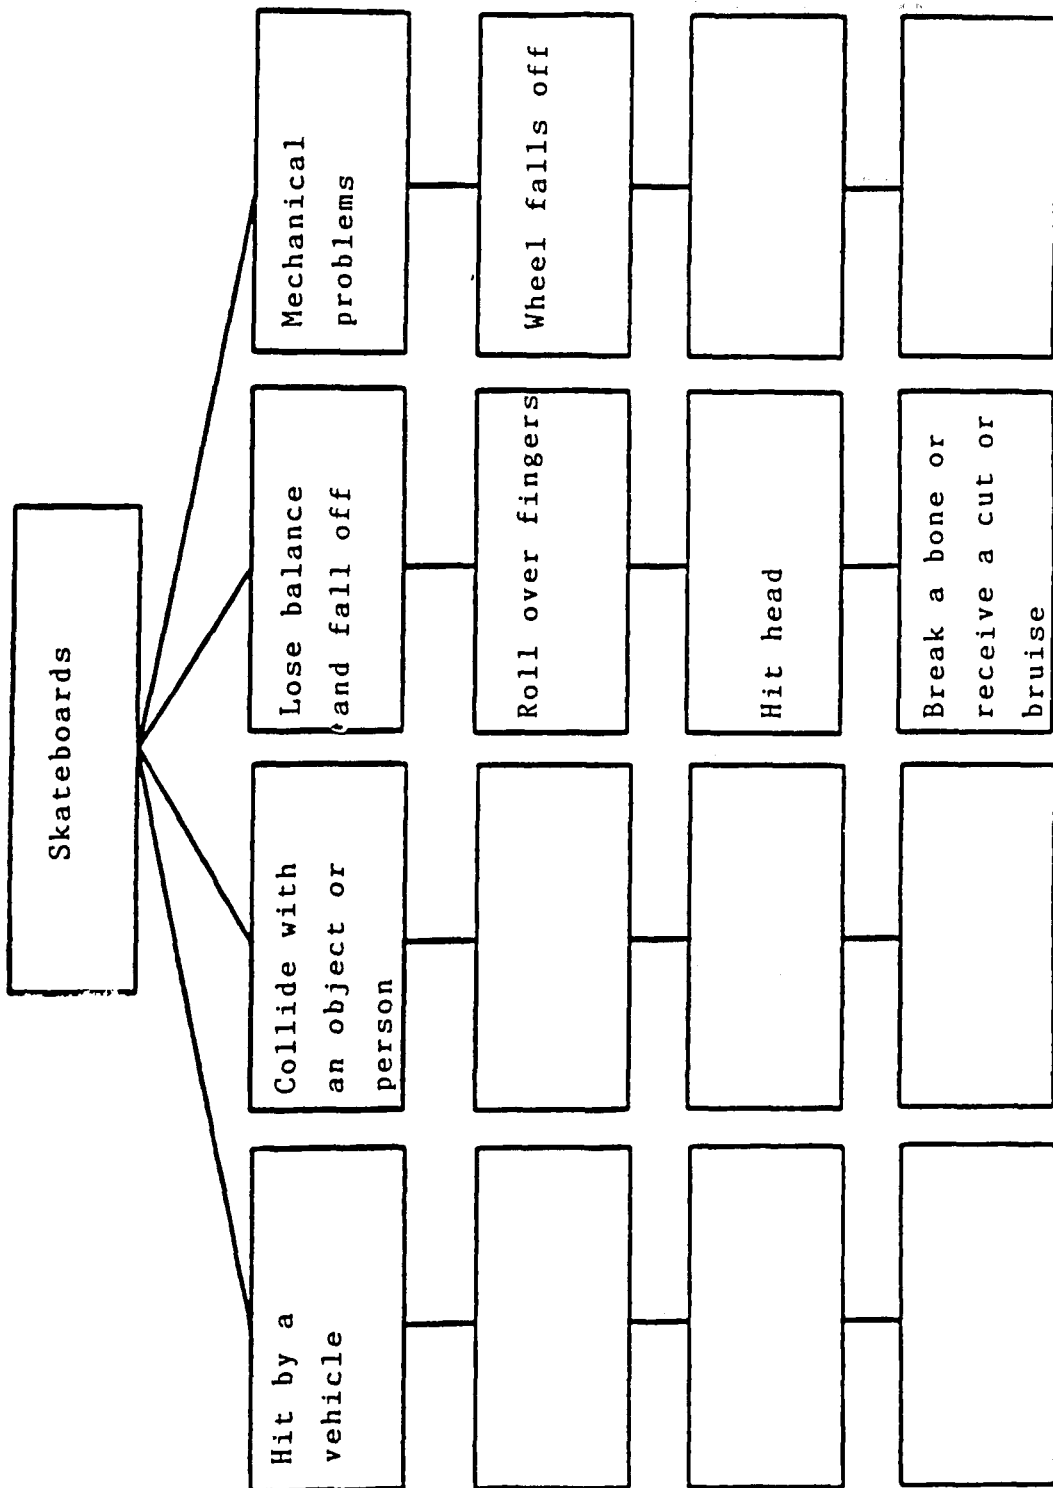 Skateboards
Hit by a
vehicle
Collide with
an object or
person
Lose balance
and fall off
Mechanical
problems
Roll over fingers
Wheel falls off
Hit head
Break a bone or
receive a cut or
bruise